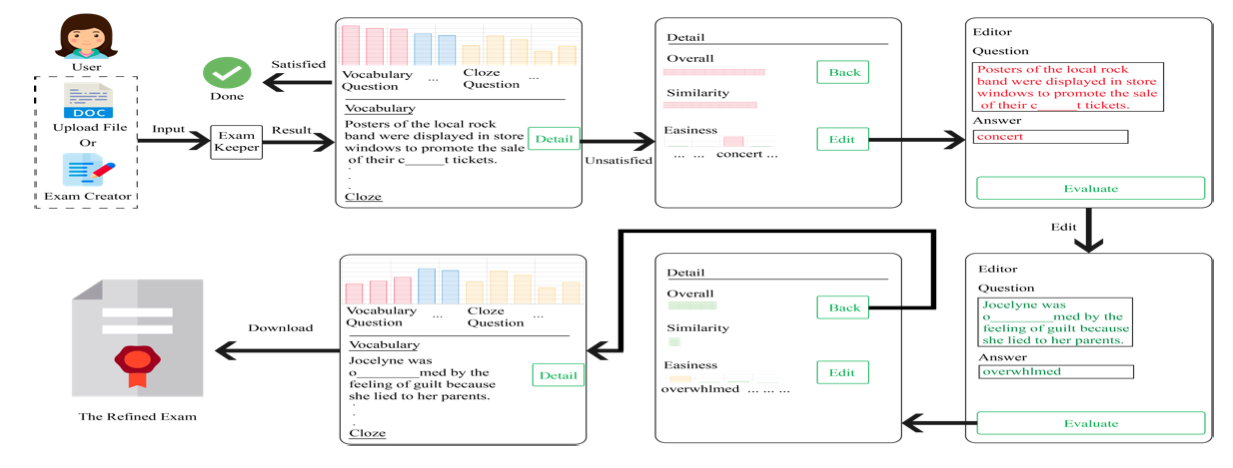 User
DOC
Upload File
Or
Exam Creator
Input
Exam
Keeper
Result
Satisfied
Done
Vocabulary ... Cloze ...
Question Question
Vocabulary
Posters of the local rock
band were displayed in store
windows to promote the sale
of their c_____t tickets.
.
.
.
Cloze
Detail
Unsatisfied
Detail
Overall
Similarity
Easiness
... ... concert ...
Back
Edit
Editor
Question
Posters of the local rock
band were displayed in store
windows to promote the sale
of their c_____t tickets.
Answer
concert
Evaluate
Edit
Editor
Question
Jocelyne was
o_________med by the
feeling of guilt because
she lied to her parents.
Answer
overwhlmed
Evaluate
Detail
Overall
Similarity
Easiness
overwhlmed ... ... ...
Back
Edit
Vocabulary ... Cloze ...
Question Question
Vocabulary
Jocelyne was
o_________med by the
feeling of guilt because
she lied to her parents.
.
.
.
Cloze
Detail
Download
The Refined Exam